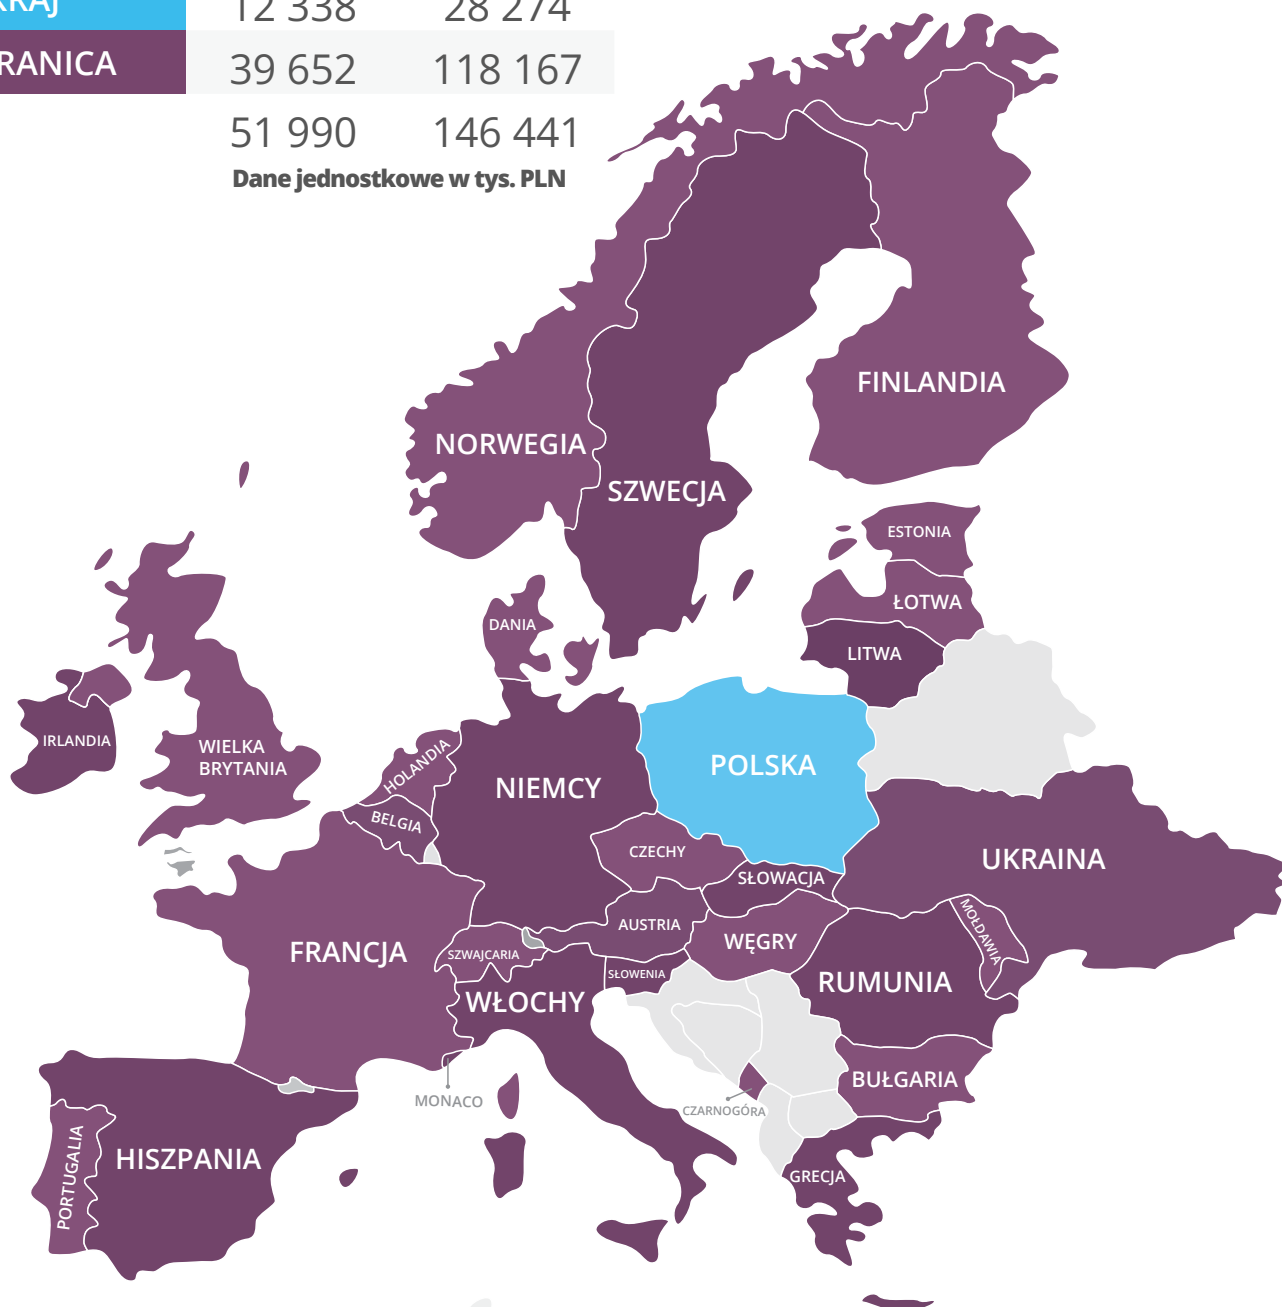 KRAJ 12 338 28 274
RANICA 39 652 118 167
51 990 146 441
Dane jednostkowe w tys. PLN
FINLANDIA
NORWEGIA
SZWECJA
ESTONIA
ŁOTWA
DANIA
LITWA
IRLANDIA
WIELKA
BRYTANIA
HOLANDIA
NIEMCY
POLSKA
BELGIA
CZECHY
UKRAINA
SŁOWACJA
MOŁDAWIA
AUSTRIA
FRANCJA
SZWAJCARIA
WĘGRY
SŁOWENIA
RUMUNIA
WŁOCHY
BUŁGARIA
MONACO
CZARNOGÓRA
HISZPANIA
PORTUGALIA
GRECJA